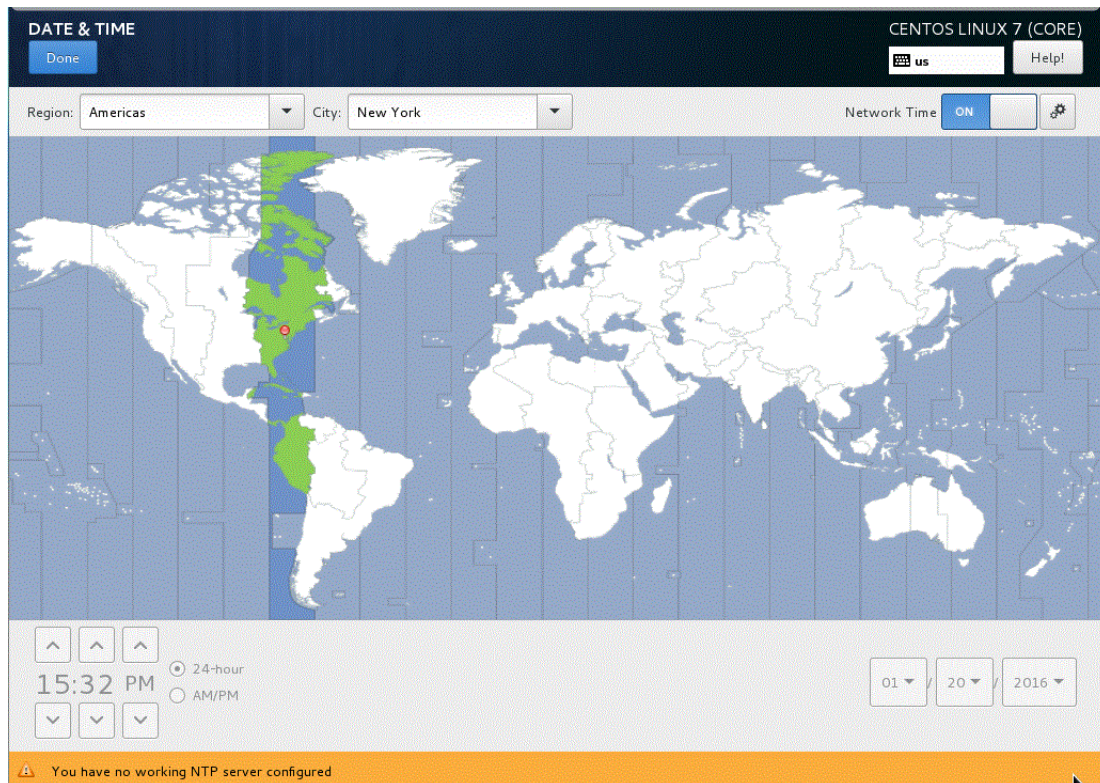 DATE & TIME
CENTOS LINUX 7 (CORE)
Done
us
Help!
Region: Americas City: New York Network Time ON
15:32 PM
24-hour
AM/PM
01 / 20 / 2016
You have no working NTP server configured